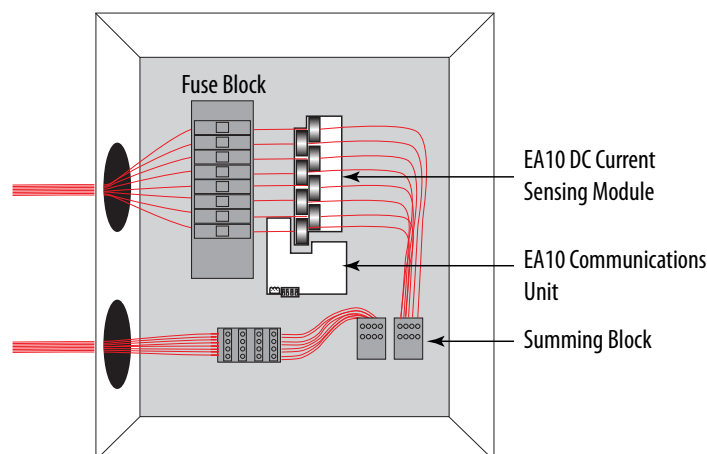 Fuse Block
EA10 DC Current
Sensing Module
EA10 Communications
Unit
Summing Block